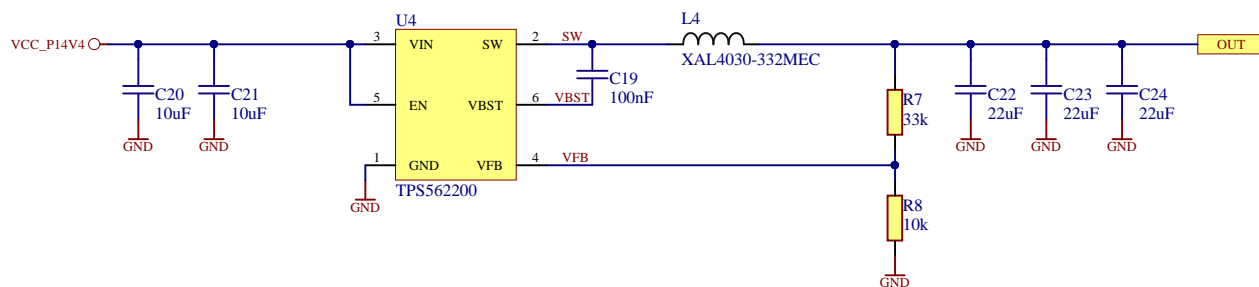 U4
L4
VCC_P14V4
3
VIN
SW
2
SW
OUT
XAL4030-332MEC
C20
10uF
C21
10uF
C19
100nF
5
EN
VBST
6
VBST
R7
33k
C22
22uF
C23
22uF
C24
22uF
GND
GND
GND
GND
GND
1
GND
VFB
4
VFB
TPS562200
GND
R8
10k
GND